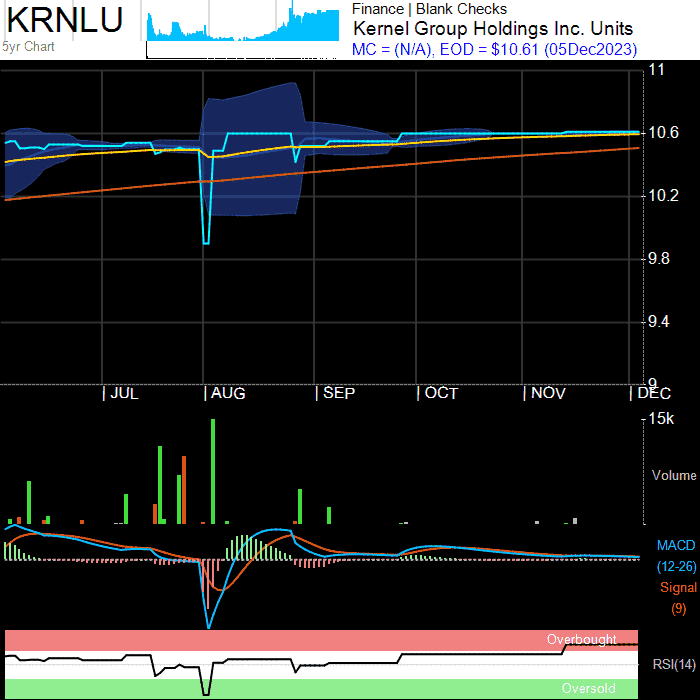 KRNLU
5yr Chart
Finance | Blank Checks
Kernel Group Holdings Inc. Units
MC = (N/A), EOD = $10.61 (05Dec2023)
11
10.6
10.2
9.8
9.4
9
JUL AUG SEP OCT NOV DEC
15k
Volume
MACD
(12-26)
Signal
(9)
Overbought
RSI(14)
Oversold